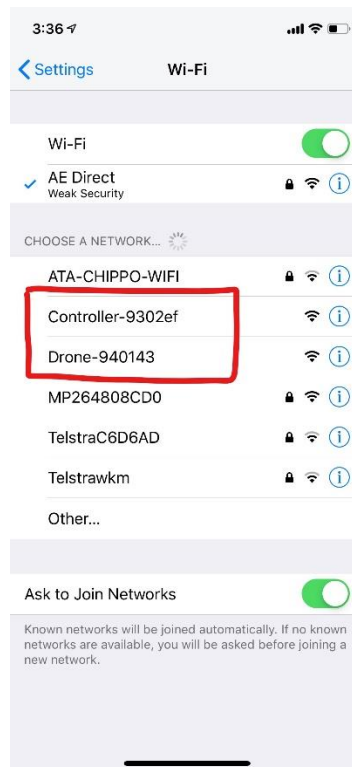 3:36
Settings
Wi-Fi
Wi-Fi
AE Direct
Weak Security
CHOOSE A NETWORK...
ATA-CHIPPO-WIFI
Controller-9302ef
Drone-940143
MP264808CD0
TelstraC6D6AD
Telstrawkm
Other...
Ask to Join Networks
Known networks will be joined automatically. If no known
networks are available, you will be asked before joining a
new network.